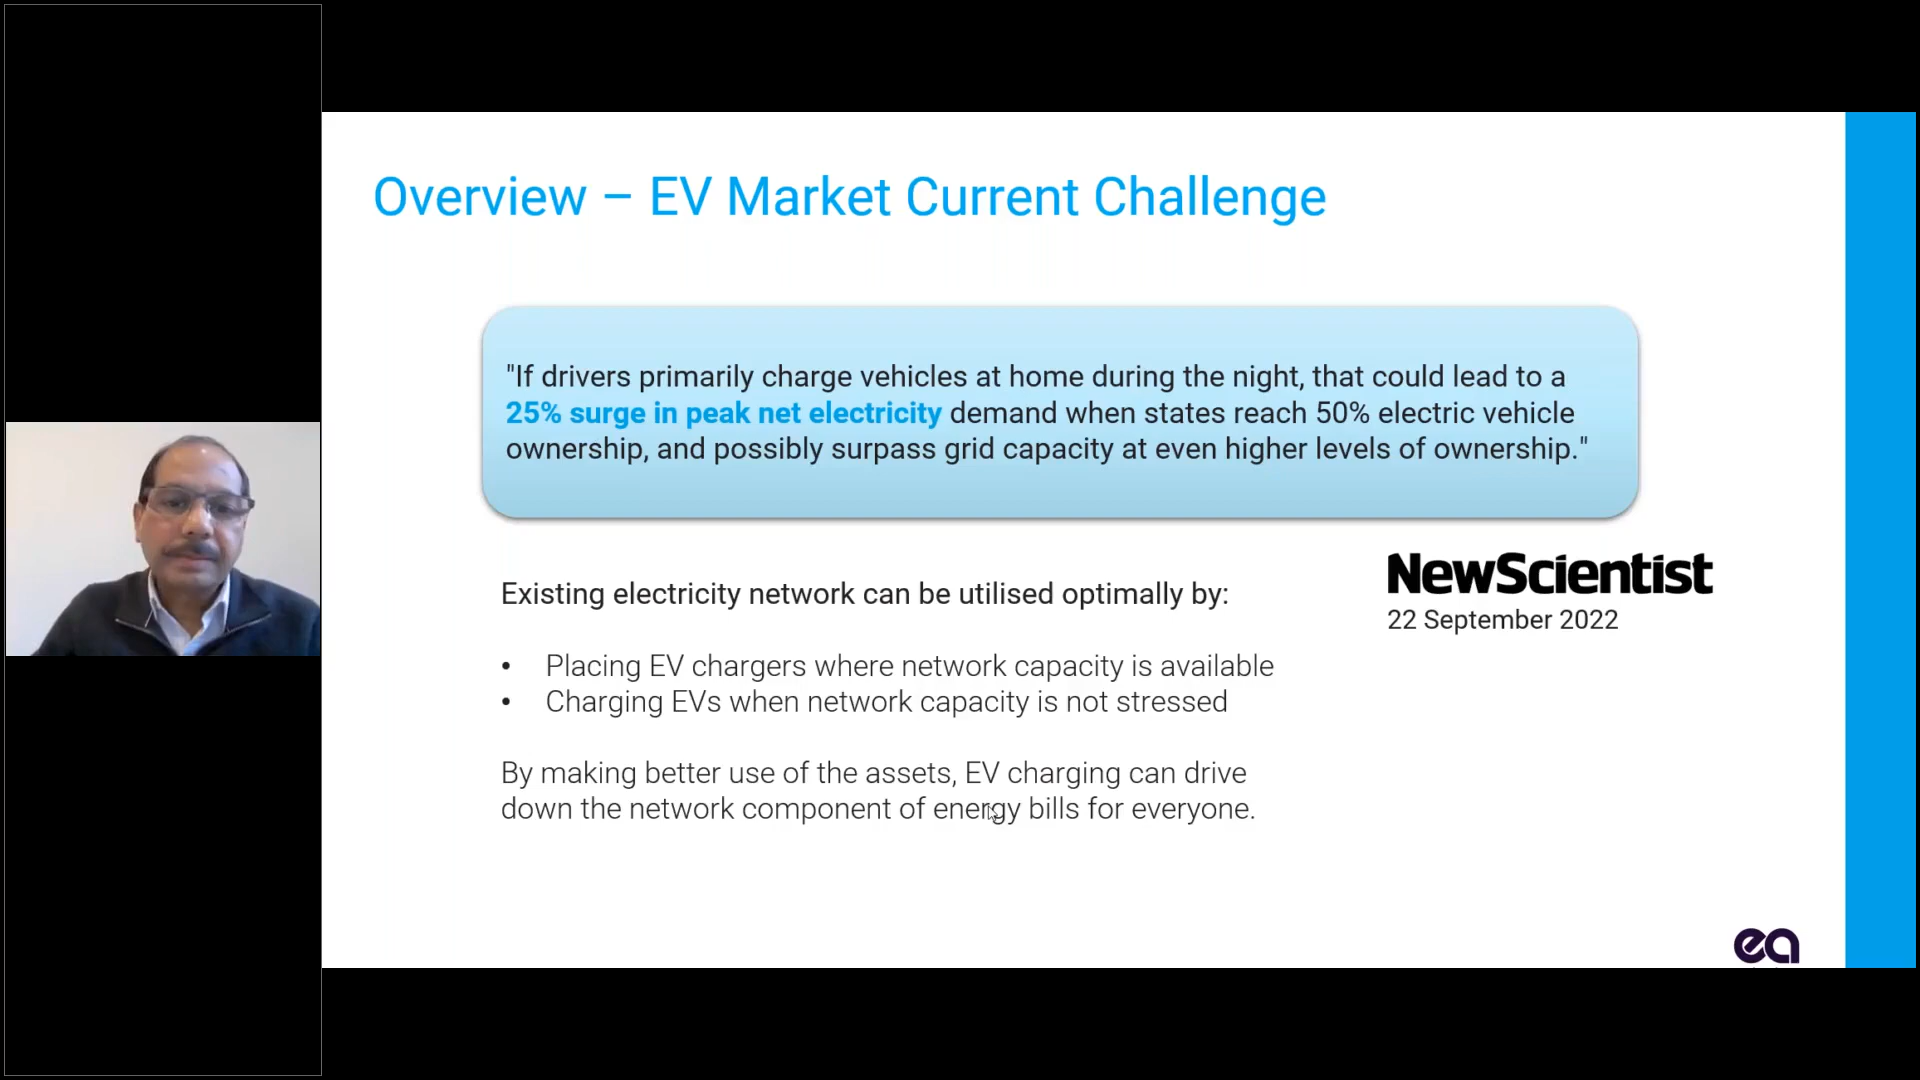 Overview – EV Market Current Challenge
"If drivers primarily charge vehicles at home during the night, that could lead to a
25% surge in peak net electricity demand when states reach 50% electric vehicle
ownership, and possibly surpass grid capacity at even higher levels of ownership."
NewScientist
22 September 2022
Existing electricity network can be utilised optimally by:
• Placing EV chargers where network capacity is available
• Charging EVs when network capacity is not stressed
By making better use of the assets, EV charging can drive
down the network component of energy bills for everyone.
ea